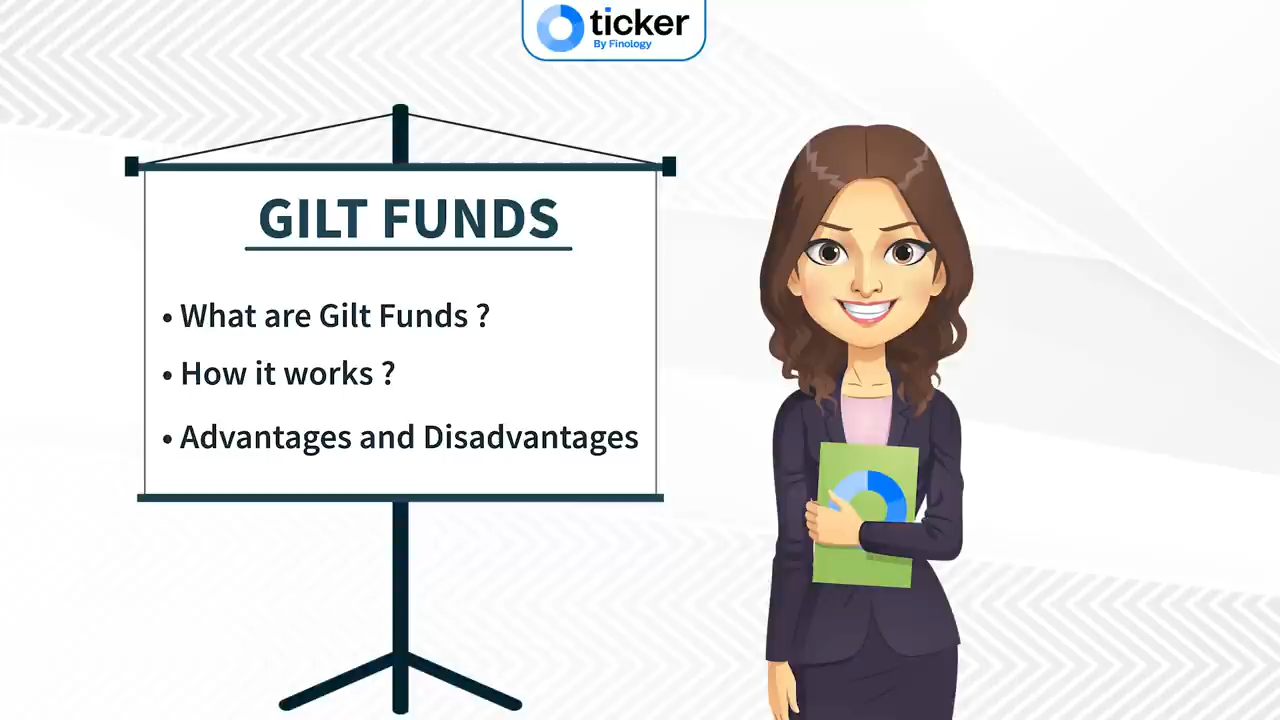 ticker
By Finology
GILT FUNDS
• What are Gilt Funds ?
• How it works ?
• Advantages and Disadvantages